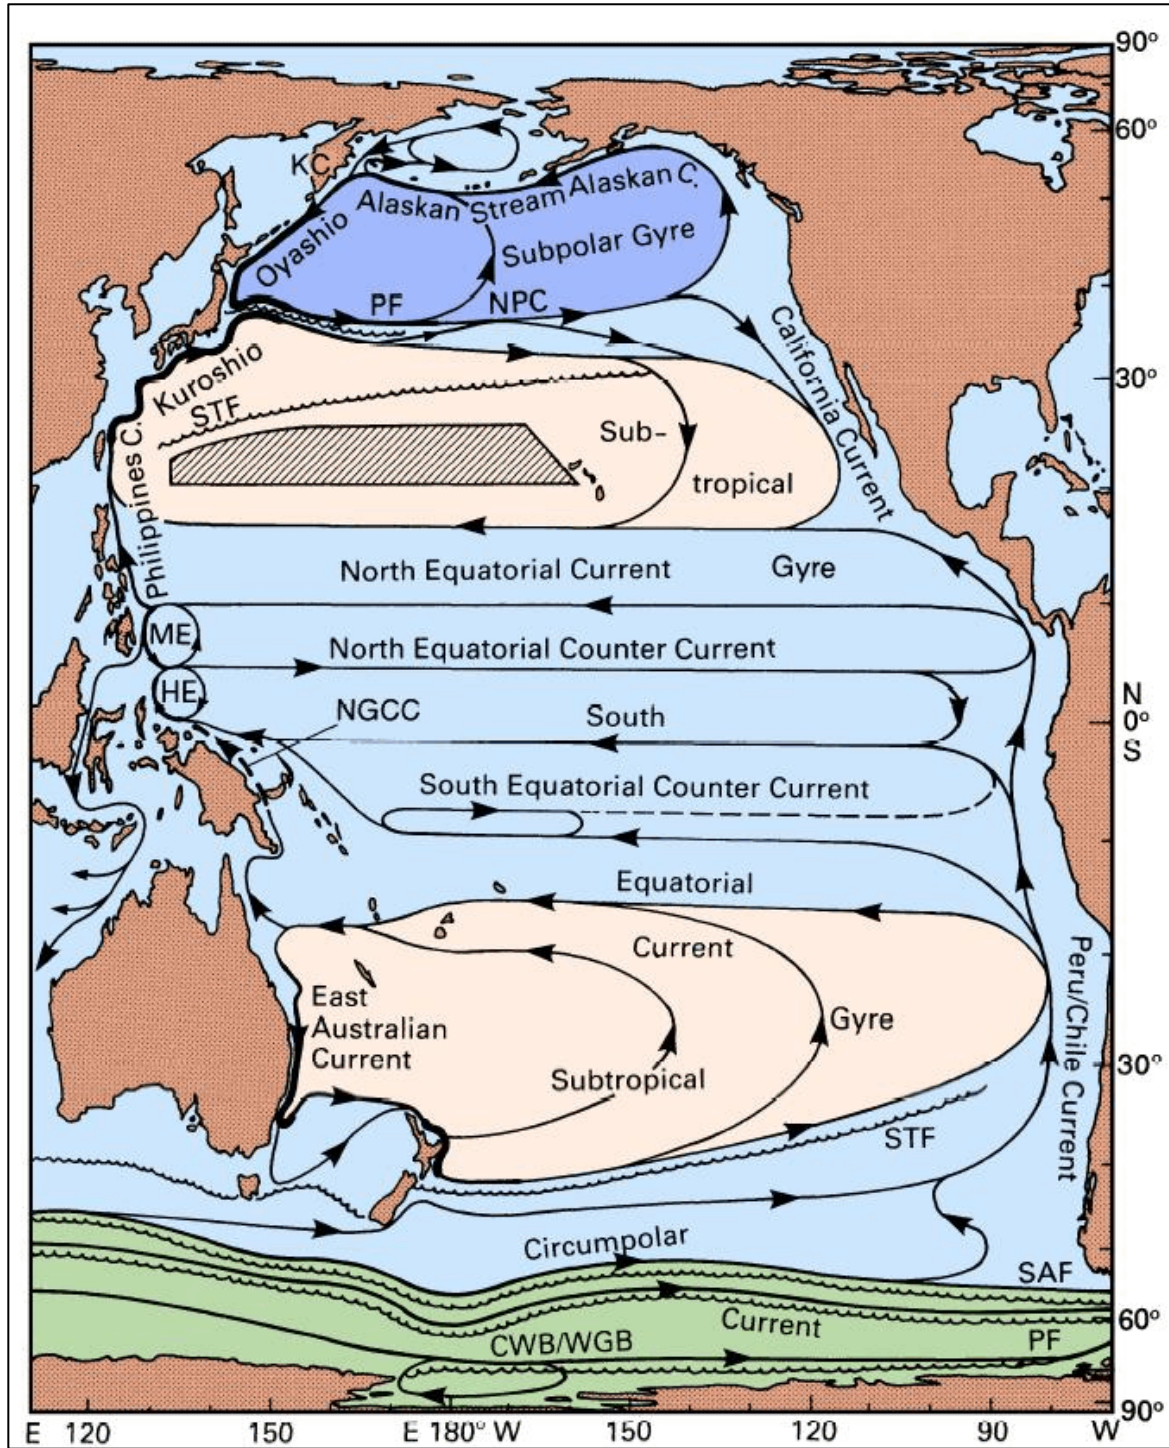 90°
60°
KC
Alaskan C.
Alaskan Stream
Oyashio
Subpolar Gyre
PF
NPC
California Current
Kuroshio
30°
STF
Philippines C.
Sub-
tropical
North Equatorial Current
Gyre
ME
North Equatorial Counter Current
HE
N
NGCC
South
0°
S
South Equatorial Counter Current
Equatorial
Current
Peru/Chile Current
East
Australian
Current
Gyre
30°
Subtropical
STF
Circumpolar
SAF
60°
Current
PF
CWB/WGB
90°
E 120
150
E 180° W
150
120
90
W